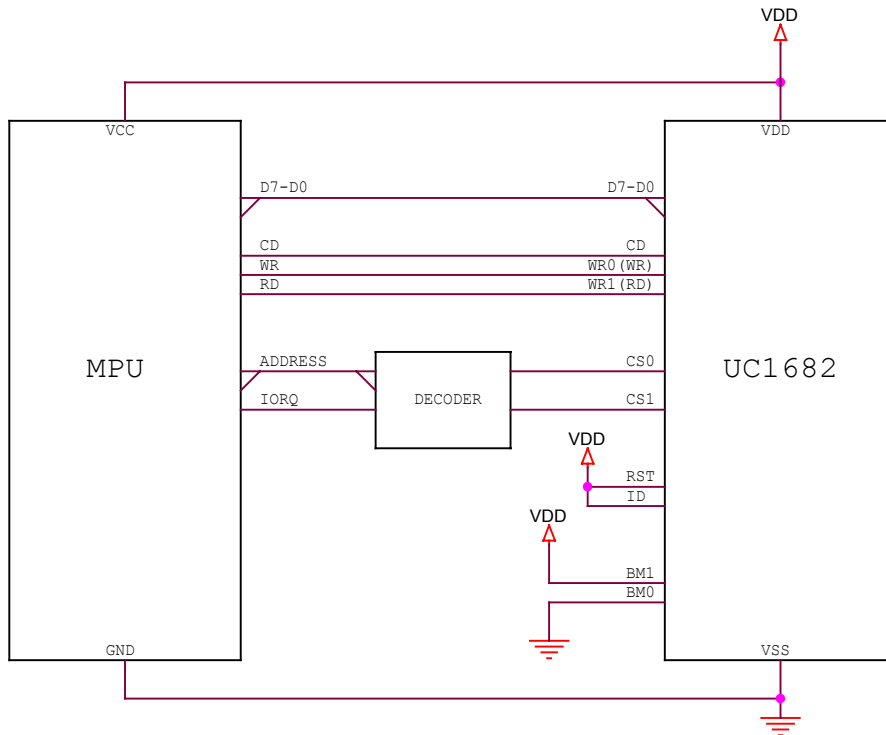 VDD
VCC VDD
D7-D0 D7-D0
CD CD
WR WR0(WR)
RD WR1(RD)
MPU ADDRESS CS0 UC1682
IORQ DECODER CS1
VDD
RST
ID
VDD
BM1
BM0
GND VSS